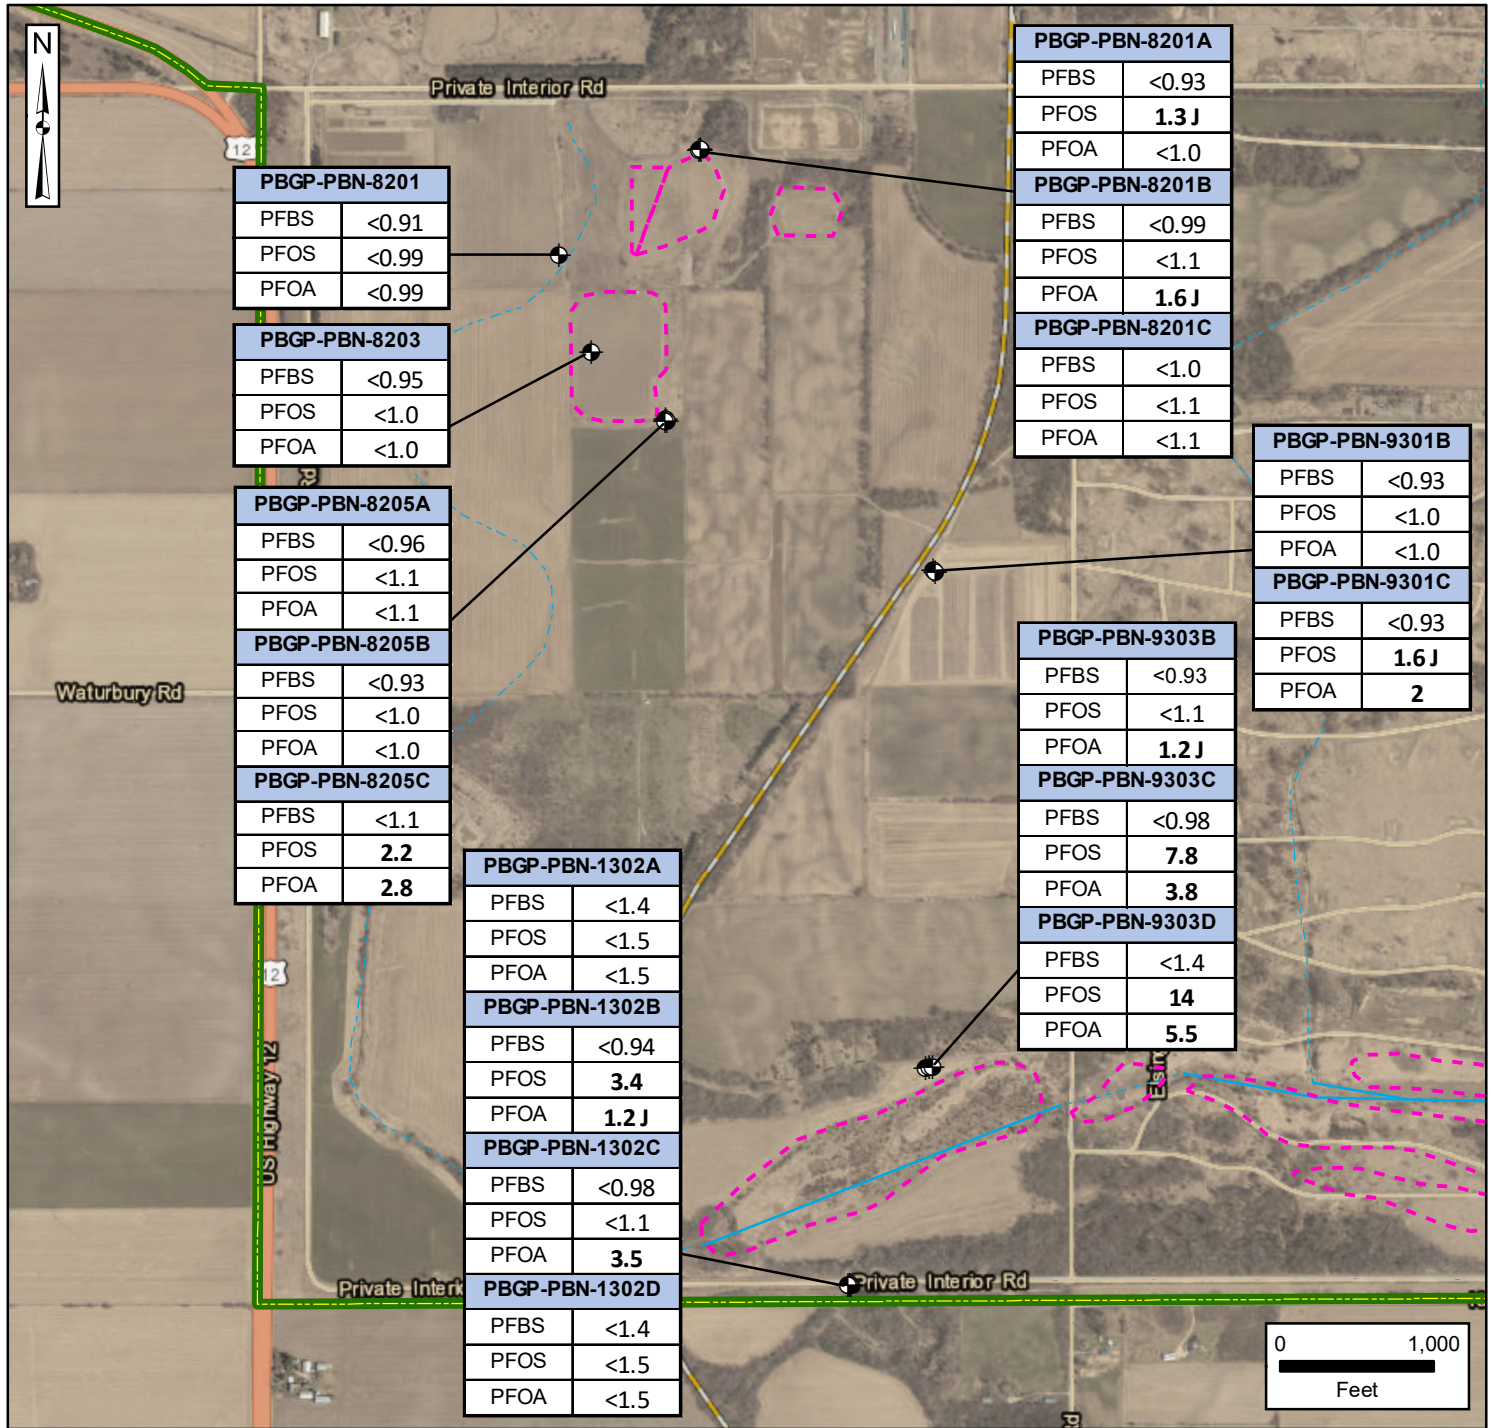 N
Private Interior Rd
12
PBGP-PBN-8201
PFBS <0.91
PFOS <0.99
PFOA <0.99
PBGP-PBN-8203
PFBS <0.95
PFOS <1.0
PFOA <1.0
Rd
PBGP-PBN-8205A
PFBS <0.96
PFOS <1.1
PFOA <1.1
PBGP-PBN-8205B
PFBS <0.93
PFOS <1.0
PFOA <1.0
PBGP-PBN-8205C
PFBS <1.1
PFOS 2.2
PFOA 2.8
Waturbury Rd
PBGP-PBN-8201A
PFBS <0.93
PFOS 1.3 J
PFOA <1.0
PBGP-PBN-8201B
PFBS <0.99
PFOS <1.1
PFOA 1.6 J
PBGP-PBN-8201C
PFBS <1.0
PFOS <1.1
PFOA <1.1
PBGP-PBN-9301B
PFBS <0.93
PFOS <1.0
PFOA <1.0
PBGP-PBN-9301C
PFBS <0.93
PFOS 1.6 J
PFOA 2
PBGP-PBN-9303B
PFBS <0.93
PFOS <1.1
PFOA 1.2 J
PBGP-PBN-9303C
PFBS <0.98
PFOS 7.8
PFOA 3.8
PBGP-PBN-9303D
PFBS <1.4
PFOS 14
PFOA 5.5
PBGP-PBN-1302A
PFBS <1.4
PFOS <1.5
PFOA <1.5
PBGP-PBN-1302B
PFBS <0.94
PFOS 3.4
PFOA 1.2 J
PBGP-PBN-1302C
PFBS <0.98
PFOS <1.1
PFOA 3.5
PBGP-PBN-1302D
PFBS <1.4
PFOS <1.5
PFOA <1.5
12
US Highway 12
Elsin
Private Interi
Private Interior Rd
0 1,000
Feet